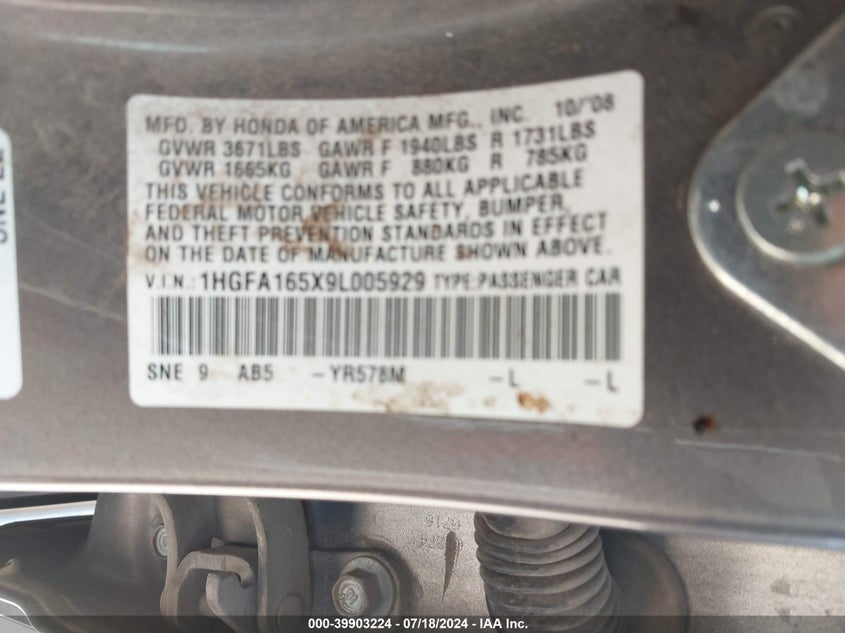 MFD. BY HONDA OF AMERICA MFG., INC. 10/'08
GVWR 3671LBS GAWR F 1940LBS R 1731LBS
GVWR 1665KG GAWR F 880KG R 785KG
THIS VEHICLE CONFORMS TO ALL APPLICABLE
FEDERAL MOTOR VEHICLE SAFETY, BUMPER,
AND THEFT PREVENTION STANDARDS IN EFFECT
ON THE DATE OF MANUFACTURE SHOWN ABOVE.
V.I.N.: 1HGFA165X9L005929 TYPE:PASSENGER CAR
SNE 9 AB5 -YR578M -L -L
000-39903224 - 07/18/2024 - IAA Inc.